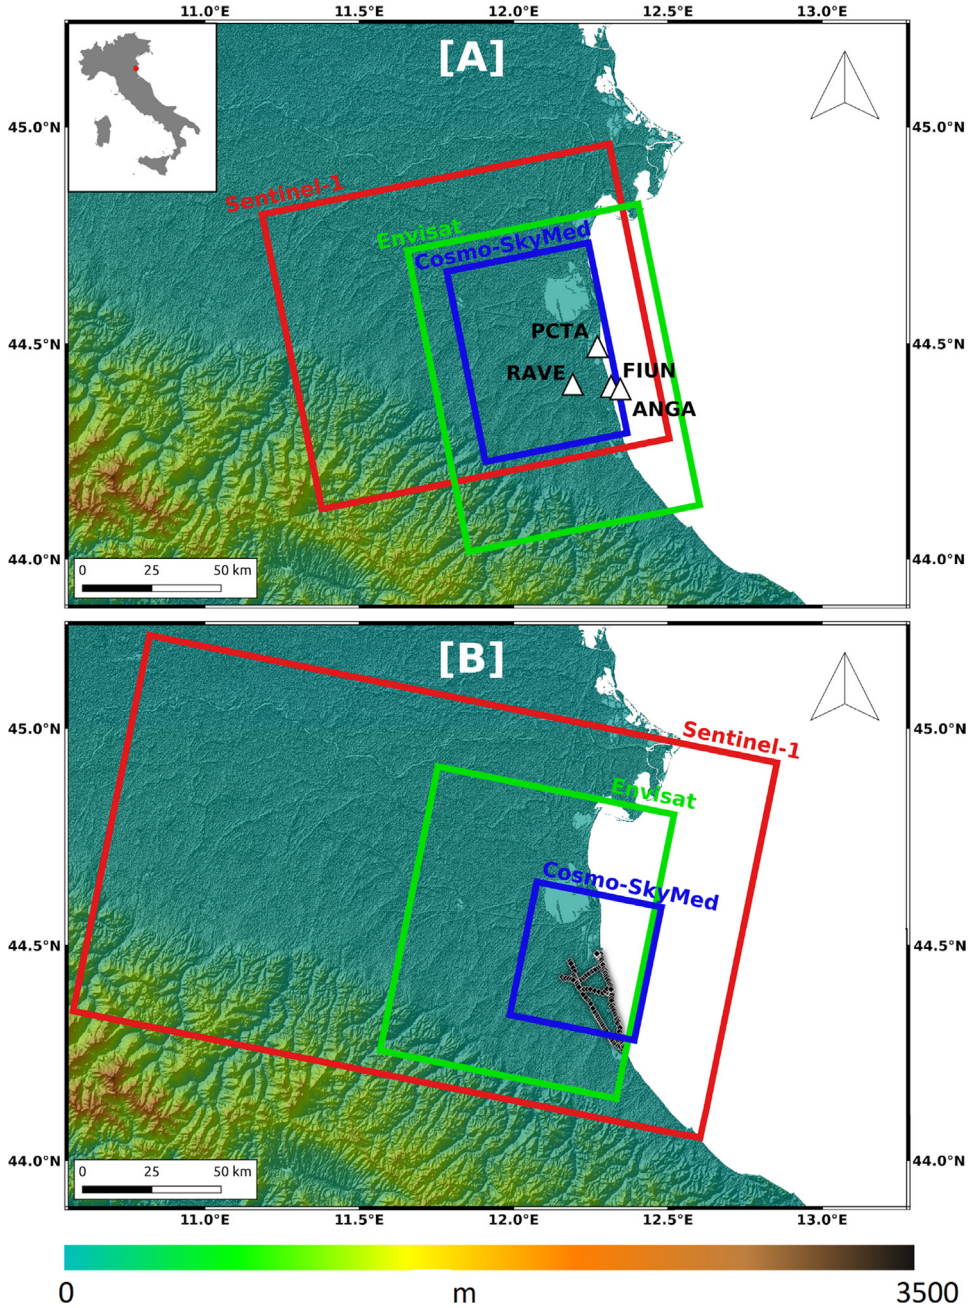 11.0°E 11.5°E 12.0°E 12.5°E 13.0°E
[A]
45.0°N 45.0°N
Sentinel-1
Envisat
Cosmo-SkyMed
PCTA
44.5°N 44.5°N
RAVE FIUN
ANGA
44.0°N 44.0°N
0 25 50 km
[B]
45.0°N 45.0°N
Sentinel-1
Envisat
Cosmo-SkyMed
44.5°N 44.5°N
44.0°N 44.0°N
0 25 50 km
11.0°E 11.5°E 12.0°E 12.5°E 13.0°E
0 m 3500